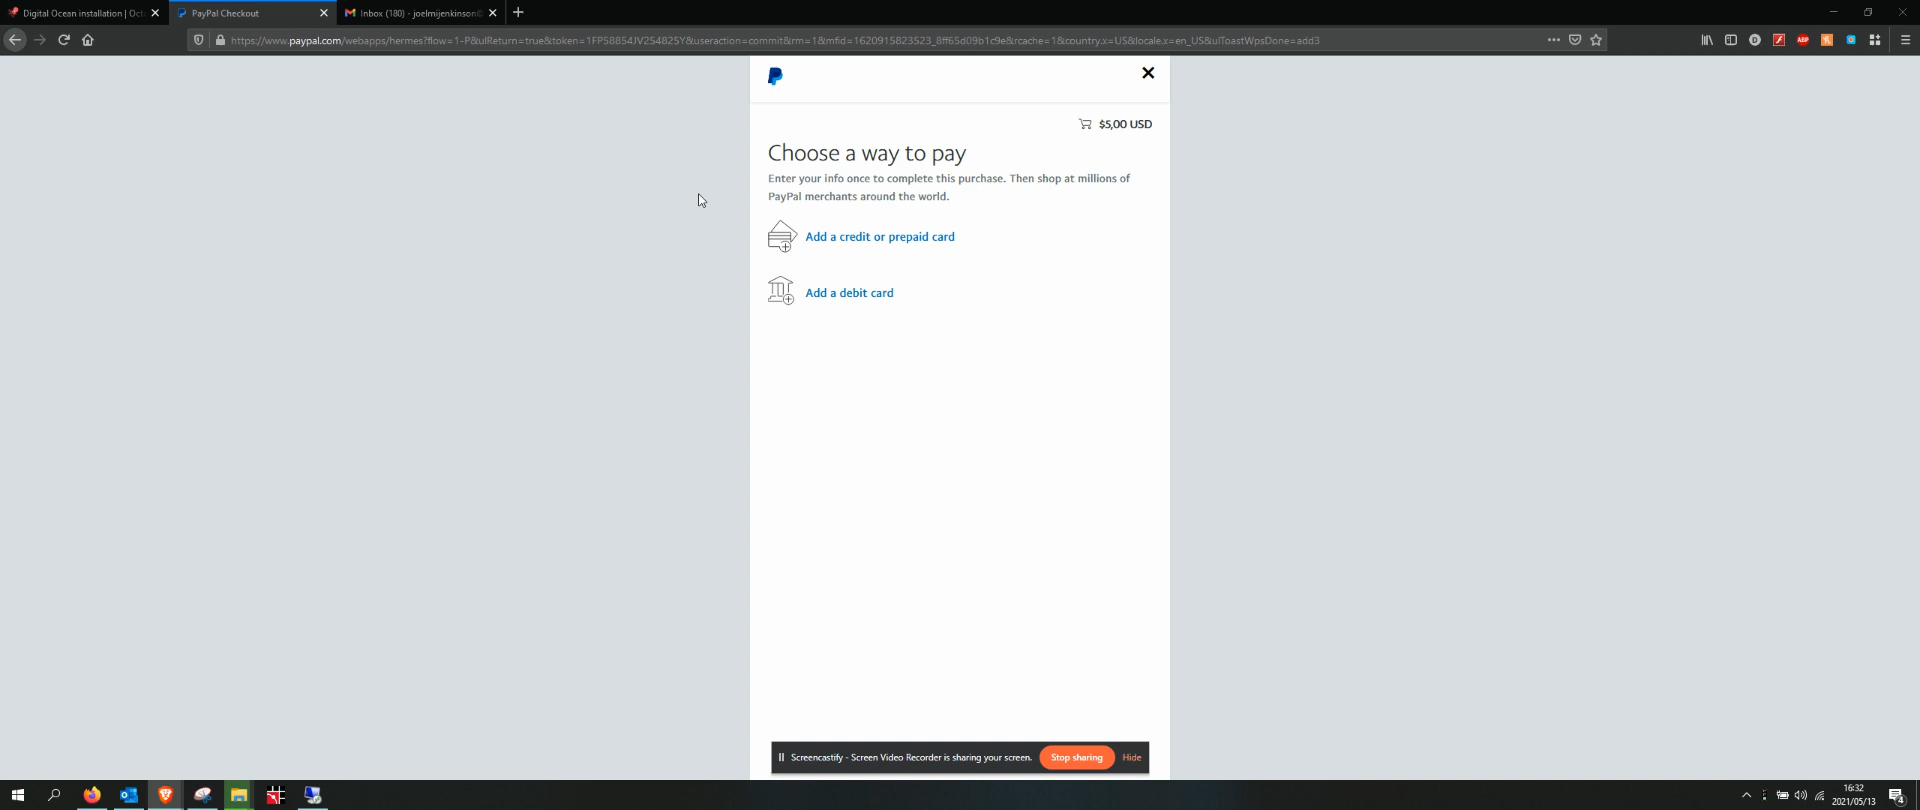 Digital Ocean installation | Oct
PayPal Checkout
Inbox (180) - joelmijenkinson
https://www.paypal.com/webapps/hermes?flow=1-P&ulReturn=true&token=1FP58854JV254825Y&useraction=commit&rm=1&mfid=1620915823523_8ff65d09b1c9e&rcache=1&country.x=US&locale.x=en_US&ulToastWpsDone=add3
ABP
$5,00 USD
Choose a way to pay
Enter your info once to complete this purchase. Then shop at millions of
PayPal merchants around the world.
Add a credit or prepaid card
Add a debit card
Screencastify - Screen Video Recorder is sharing your screen.
Stop sharing
Hide
16:32
2021/05/13
4